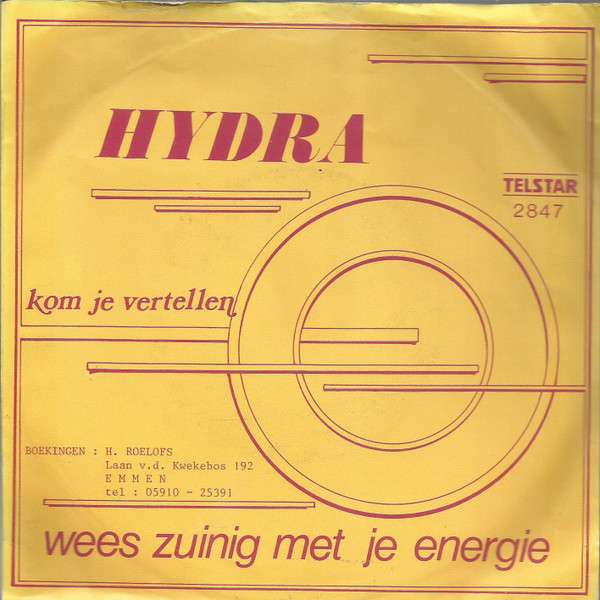 HYDRA
TELSTAR
2847
kom je vertellen
BOEKINGEN : H. ROELOFS
Laan v.d. Kwekebos 192
E M M E N
tel : 05910 - 25391
wees zuinig met je energie